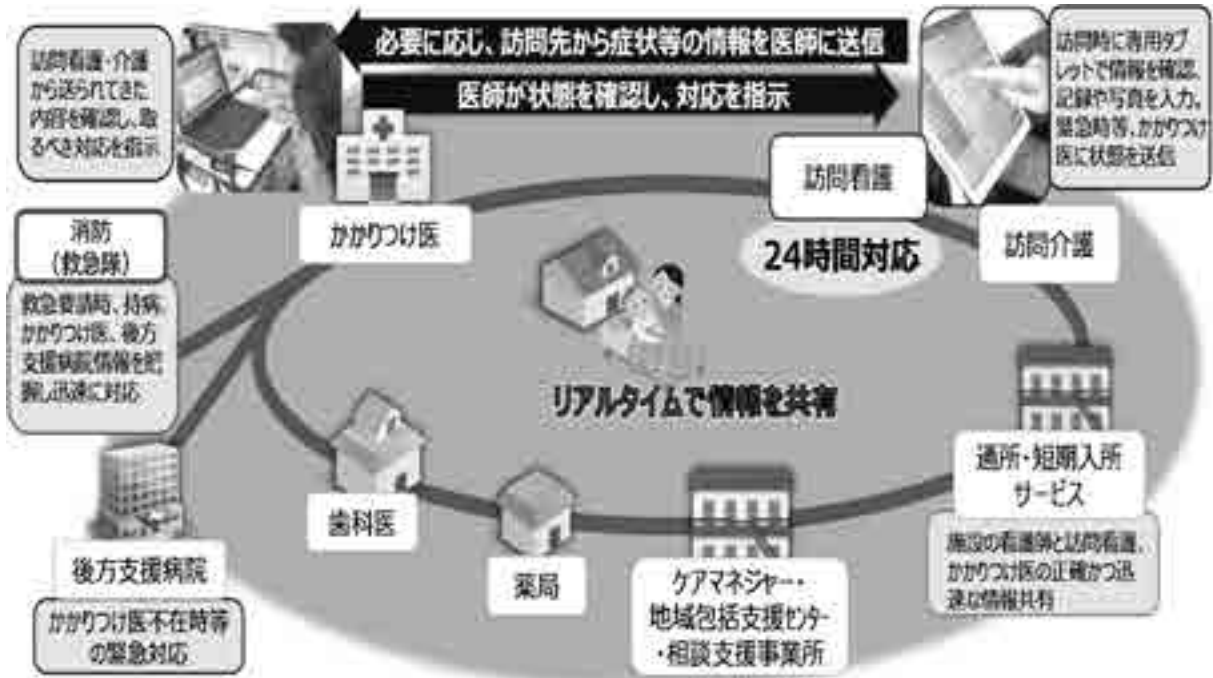 訪問看護・介護
から送られてきた
内容を確認し、取
るべき対応を指示
必要に応じ、訪問先から症状等の情報を医師に送信
医師が状態を確認し、対応を指示
訪問時に専用タブ
レットで情報を確認、
記録や写真を入力。
緊急時等、かかりつけ
医に状態を送信
かかりつけ医
訪問看護
24時間対応
訪問介護
消防
(救急隊)
救急要請時、持病、
かかりつけ医、後方
支援病院情報を把
握し迅速に対応
リアルタイムで情報を共有
通所・短期入所
サービス
施設の看護師と訪問看護、
かかりつけ医の正確かつ迅
速な情報共有
歯科医
薬局
ケアマネジャー・
地域包括支援センター
・相談支援事業所
後方支援病院
かかりつけ医不在時等
の緊急対応